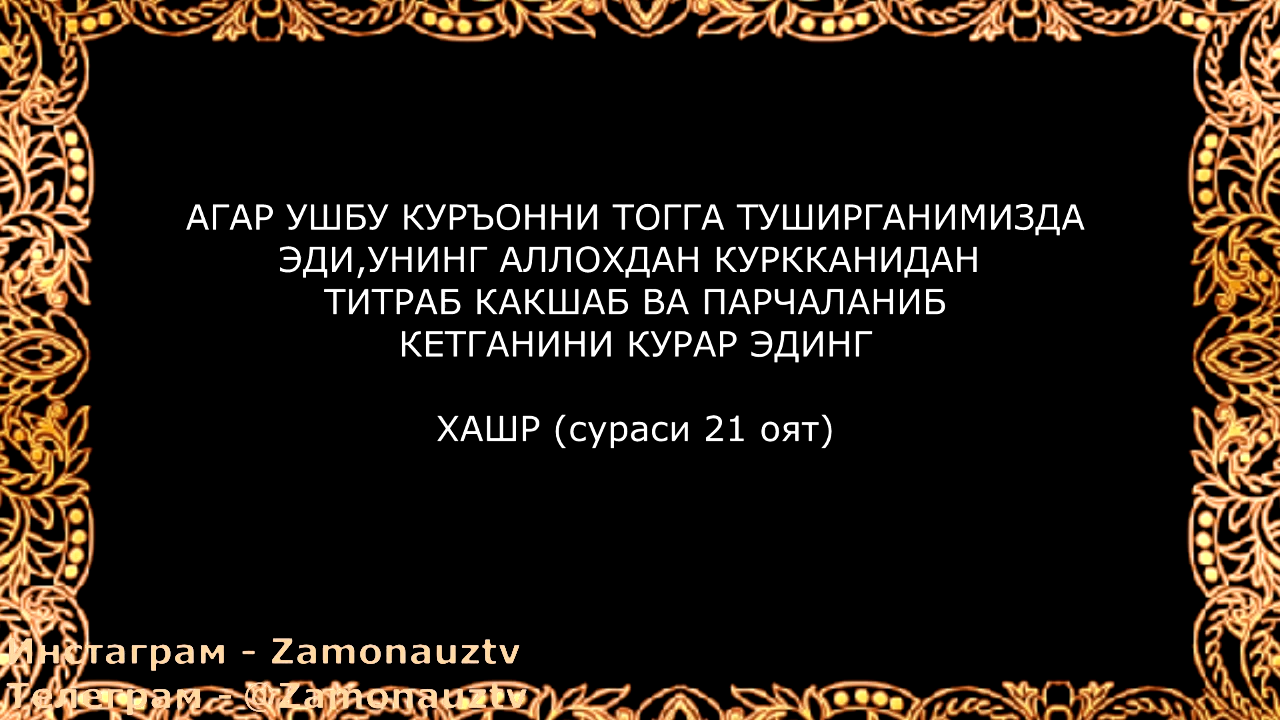 АГАР УШБУ КУРЪОННИ ТОГГА ТУШИРГАНИМИЗДА
ЭДИ,УНИНГ АЛЛОХДАН КУРККАНИДАН
ТИТРАБ КАКШАБ ВА ПАРЧАЛАНИБ
КЕТГАНИНИ КУРАР ЭДИНГ
ХАШР (сураси 21 оят)
Инстаграм - Zamonauztv
Телеграм - @Zamonauztv